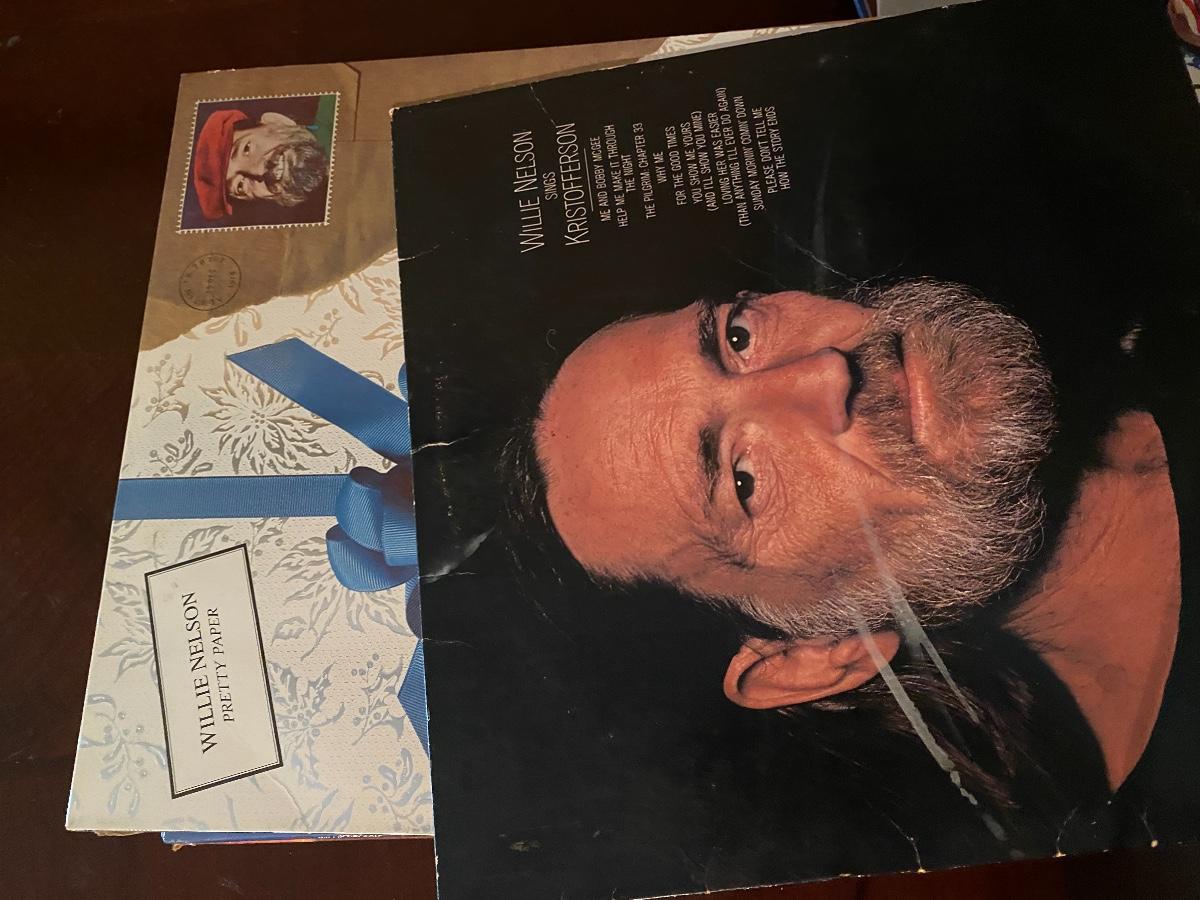 WILLIE NELSON
SINGS
KRISTOFFERSON
ME AND BOBBY MCGEE
HELP ME MAKE IT THROUGH
THE NIGHT
THE PILGRIM: CHAPTER 33
WHY ME
FOR THE GOOD TIMES
YOU SHOW ME YOURS
(AND I'LL SHOW YOU MINE)
LOVING HER WAS EASIER
(THAN ANYTHING I'LL EVER DO AGAIN)
SUNDAY MORNIN' COMIN' DOWN
PLEASE DON'T TELL ME
HOW THE STORY ENDS
WILLIE NELSON
PRETTY PAPER